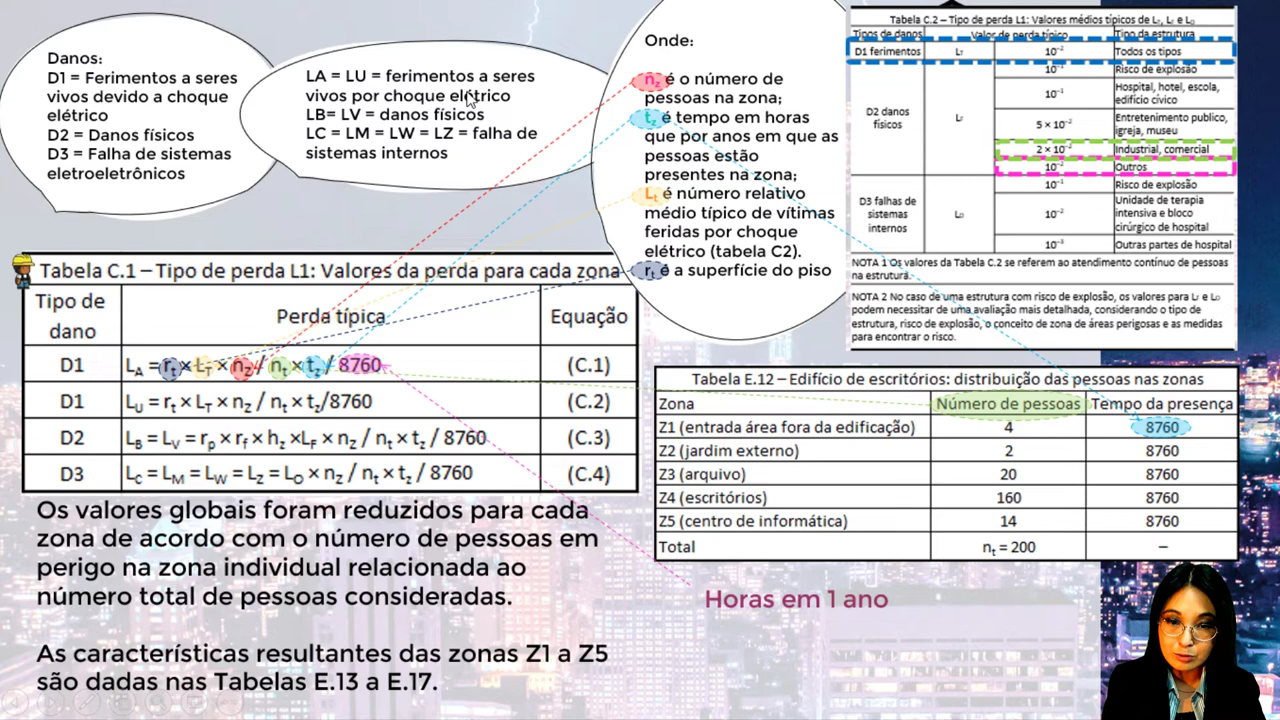 Danos:
D1 = Ferimentos a seres
vivos devido a choque
elétrico
D2 = Danos físicos
D3 = Falha de sistemas
eletroeletrônicos
LA = LU = ferimentos a seres
vivos por choque elétrico
LB= LV = danos físicos
LC = LM = LW = LZ = falha de
sistemas internos
Onde:
nz é o número de
pessoas na zona;
tz é tempo em horas
que por anos em que as
pessoas estão
presentes na zona;
Lt é número relativo
médio típico de vítimas
feridas por choque
elétrico (tabela C2).
rt é a superfície do piso
Tabela C.2 – Tipo de perda L1: Valores médios típicos de LT, LF e LO
Tipos de danos Valor de perda típico Tipo da estrutura
D1 ferimentos LT 10⁻² Todos os tipos
D2 danos físicos LF 10⁻¹ Risco de explosão
10⁻¹ Hospital, hotel, escola, edifício cívico
5 × 10⁻² Entretenimento publico, igreja, museu
2 × 10⁻² Industrial, comercial
10⁻² Outros
D3 falhas de sistemas internos LO 10⁻¹ Risco de explosão
10⁻² Unidade de terapia intensiva e bloco cirúrgico de hospital
10⁻³ Outras partes de hospital
NOTA 1 Os valores da Tabela C.2 se referem ao atendimento contínuo de pessoas
na estrutura.
NOTA 2 No caso de uma estrutura com risco de explosão, os valores para LF e LO
podem necessitar de uma avaliação mais detalhada, considerando o tipo de
estrutura, risco de explosão, o conceito de zona de áreas perigosas e as medidas
para encontrar o risco.
Tabela C.1 – Tipo de perda L1: Valores da perda para cada zona
Tipo de dano Perda típica Equação
D1 LA = rt × LT × nZ / nt × tz / 8760 (C.1)
D1 LU = rt × LT × nZ / nt × tz/8760 (C.2)
D2 LB = LV = rp × rf × hz ×LF × nZ / nt × tz / 8760 (C.3)
D3 LC = LM = LW = LZ = LO × nZ / nt × tz / 8760 (C.4)
Tabela E.12 – Edifício de escritórios: distribuição das pessoas nas zonas
Zona Número de pessoas Tempo da presença
Z1 (entrada área fora da edificação) 4 8760
Z2 (jardim externo) 2 8760
Z3 (arquivo) 20 8760
Z4 (escritórios) 160 8760
Z5 (centro de informática) 14 8760
Total nt = 200 –
Os valores globais foram reduzidos para cada
zona de acordo com o número de pessoas em
perigo na zona individual relacionada ao
número total de pessoas consideradas.
As características resultantes das zonas Z1 a Z5
são dadas nas Tabelas E.13 a E.17.
Horas em 1 ano